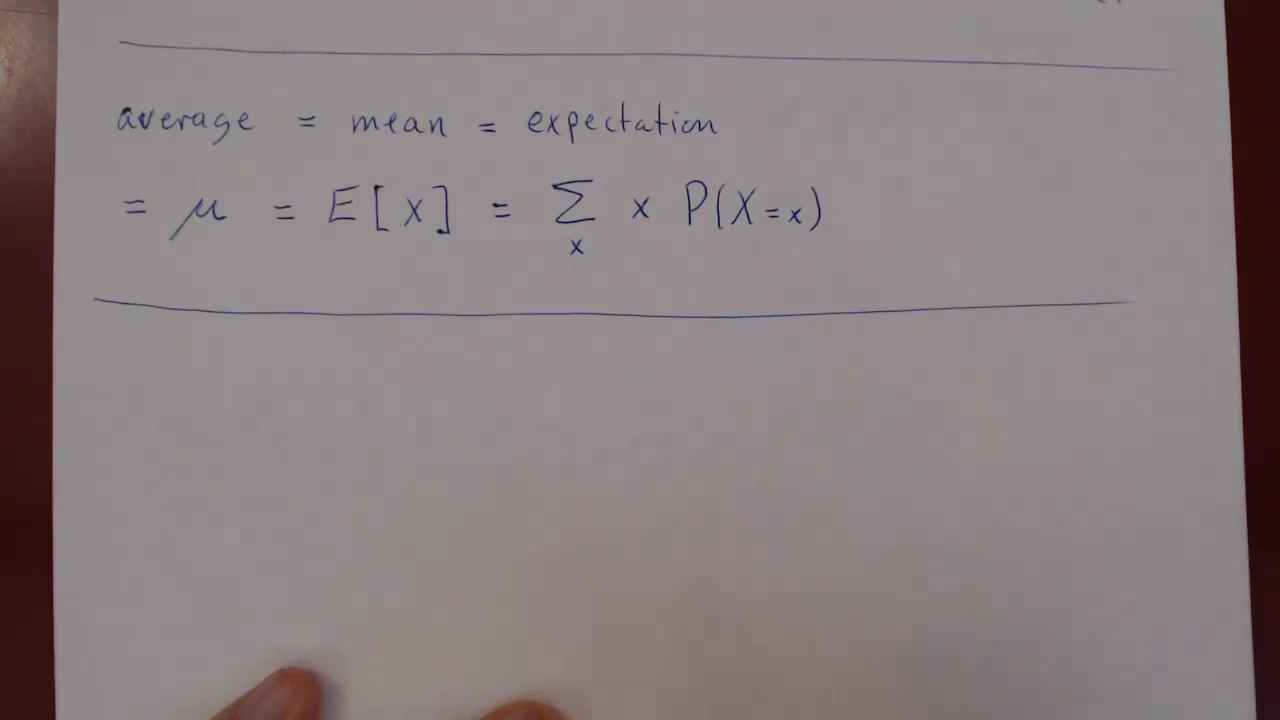 average = mean = expectation
= μ = E[X] = Σ x P(X=x)
x